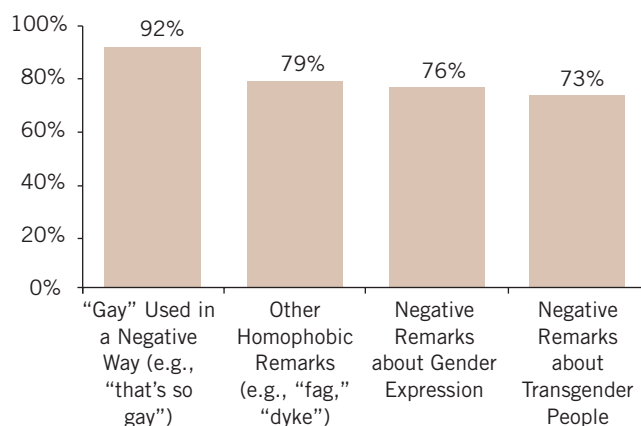 100%
80%
60%
40%
20%
0%
92%
79%
76%
73%
“Gay” Used in
a Negative
Way (e.g.,
“that’s so
gay”)
Other
Homophobic
Remarks
(e.g., “fag,”
“dyke”)
Negative
Remarks
about Gender
Expression
Negative
Remarks
about
Transgender
People